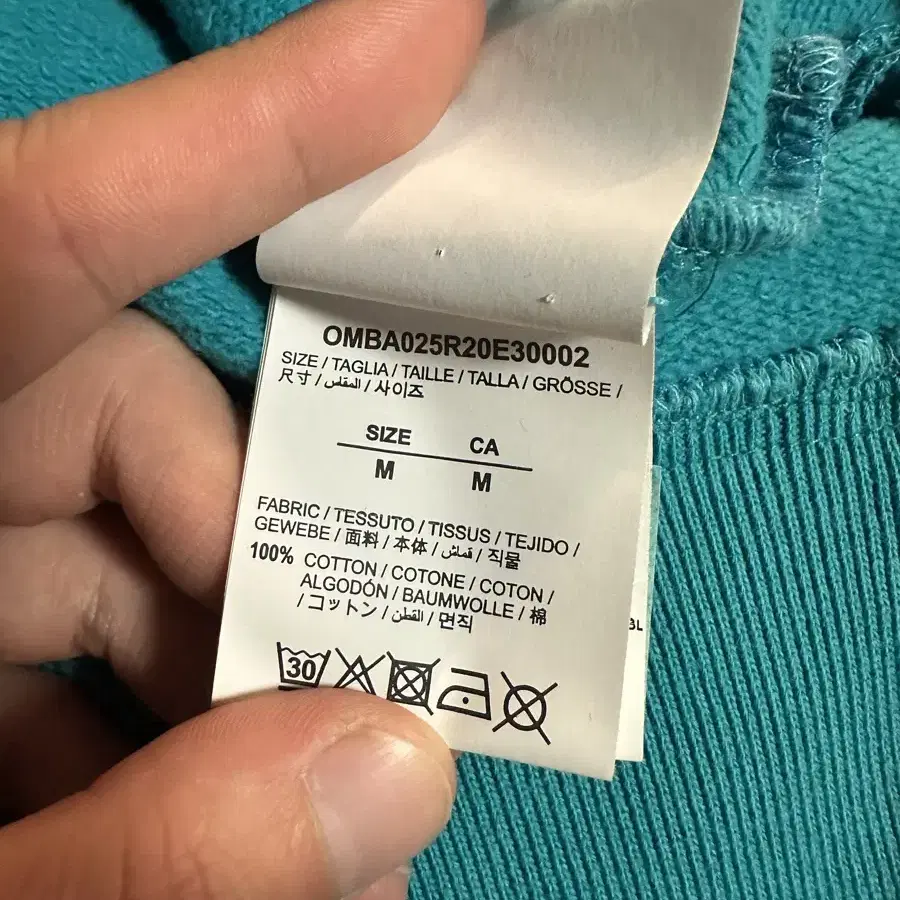 OMBA025R20E30002
SIZE / TAGLIA / TAILLE / TALLA / GRÖSSE /
尺寸 / المقاس / 사이즈
SIZE CA
M M
FABRIC / TESSUTO / TISSUS / TEJIDO /
GEWEBE / 面料 / 本体 / قماش / 직물
100% COTTON / COTONE / COTON /
ALGODÓN / BAUMWOLLE / 棉
/ コットン / القطن / 면직
30
BL